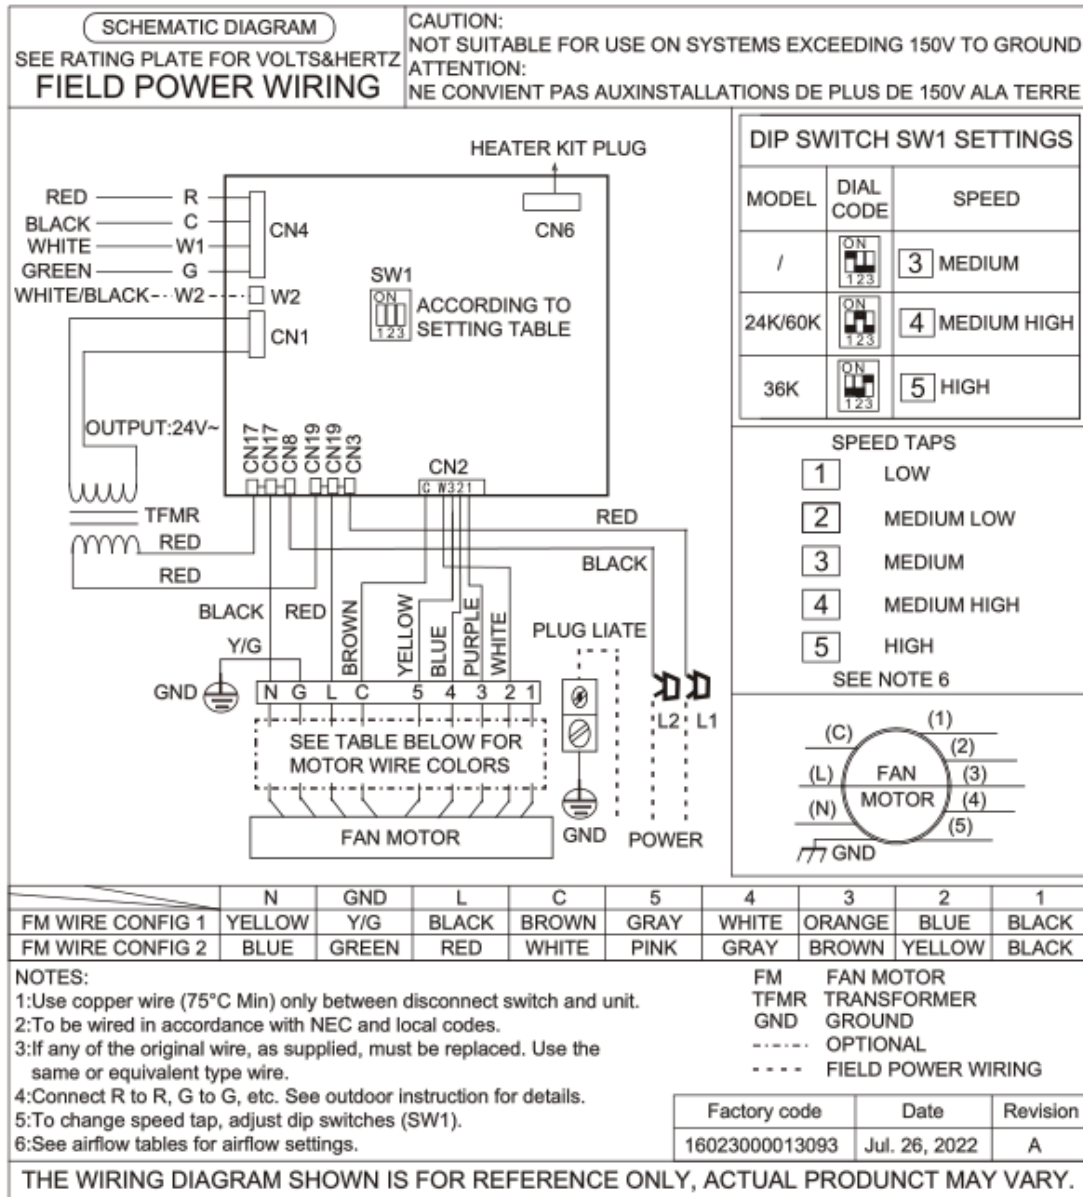 SCHEMATIC DIAGRAM
SEE RATING PLATE FOR VOLTS&HERTZ
FIELD POWER WIRING
CAUTION:
NOT SUITABLE FOR USE ON SYSTEMS EXCEEDING 150V TO GROUND
ATTENTION:
NE CONVIENT PAS AUXINSTALLATIONS DE PLUS DE 150V ALA TERRE
HEATER KIT PLUG
CN6
RED R
BLACK C
WHITE W1
GREEN G
CN4
WHITE/BLACK W2
W2
CN1
SW1
ON
123
ACCORDING TO
SETTING TABLE
OUTPUT:24V~
CN17 CN17 CN8 CN19 CN19 CN3
CN2
C W321
TFMR
RED
RED
RED
BLACK
BLACK RED BROWN YELLOW BLUE PURPLE WHITE
Y/G
GND
N G L C 5 4 3 2 1
SEE TABLE BELOW FOR
MOTOR WIRE COLORS
FAN MOTOR
PLUG LIATE
GND
L2 L1
POWER
DIP SWITCH SW1 SETTINGS
MODEL DIAL CODE SPEED
/ ON 123 3 MEDIUM
24K/60K ON 123 4 MEDIUM HIGH
36K ON 123 5 HIGH
SPEED TAPS
1 LOW
2 MEDIUM LOW
3 MEDIUM
4 MEDIUM HIGH
5 HIGH
SEE NOTE 6
(C) (1)
(2)
(L) FAN (3)
MOTOR (4)
(N) (5)
GND
N GND L C 5 4 3 2 1
FM WIRE CONFIG 1 YELLOW Y/G BLACK BROWN GRAY WHITE ORANGE BLUE BLACK
FM WIRE CONFIG 2 BLUE GREEN RED WHITE PINK GRAY BROWN YELLOW BLACK
NOTES:
1:Use copper wire (75°C Min) only between disconnect switch and unit.
2:To be wired in accordance with NEC and local codes.
3:If any of the original wire, as supplied, must be replaced. Use the
same or equivalent type wire.
4:Connect R to R, G to G, etc. See outdoor instruction for details.
5:To change speed tap, adjust dip switches (SW1).
6:See airflow tables for airflow settings.
FM FAN MOTOR
TFMR TRANSFORMER
GND GROUND
OPTIONAL
FIELD POWER WIRING
Factory code Date Revision
16023000013093 Jul. 26, 2022 A
THE WIRING DIAGRAM SHOWN IS FOR REFERENCE ONLY, ACTUAL PRODUNCT MAY VARY.